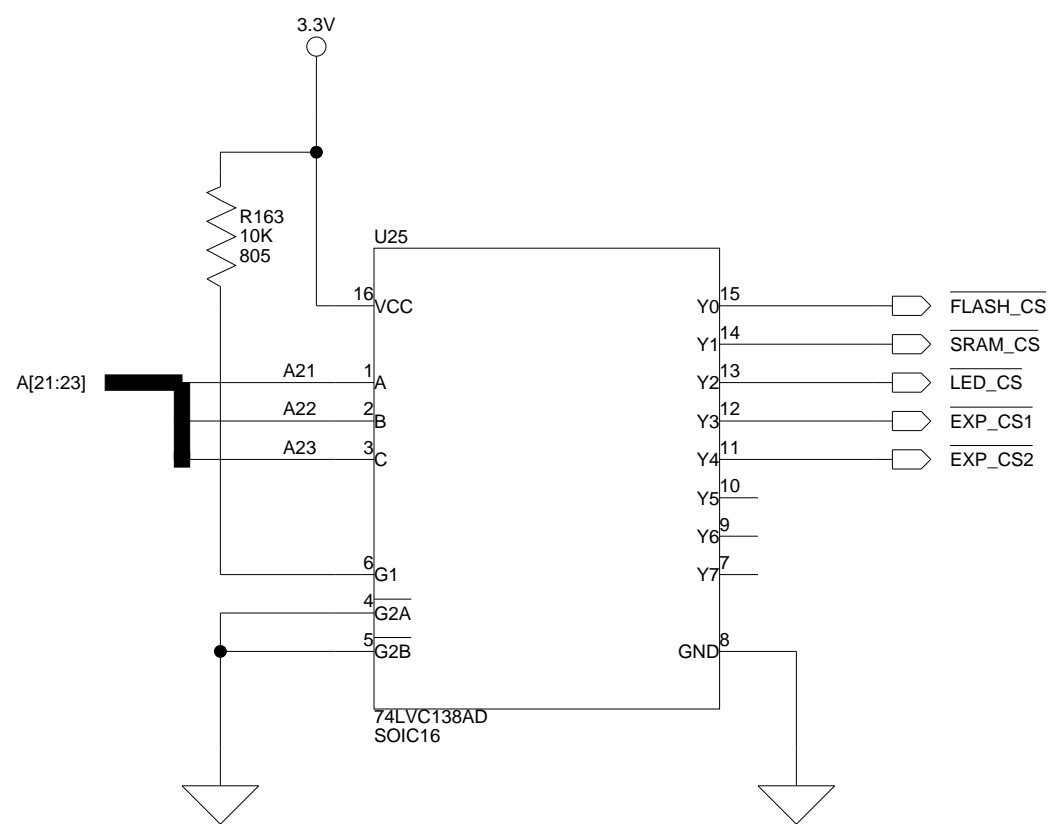 3.3V
R163
10K
805
U25
16 VCC Y0 15 FLASH_CS
Y1 14 SRAM_CS
A[21:23] A21 1 A Y2 13 LED_CS
A22 2 B Y3 12 EXP_CS1
A23 3 C Y4 11 EXP_CS2
Y5 10
Y6 9
6 G1 Y7 7
4 G2A
5 G2B GND 8
74LVC138AD
SOIC16